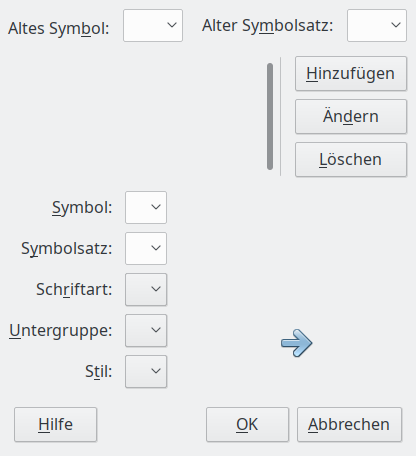 Altes Symbol:
Alter Symbolsatz:
Hinzufügen
Ändern
Löschen
Symbol:
Symbolsatz:
Schriftart:
Untergruppe:
Stil:
Hilfe
OK
Abbrechen